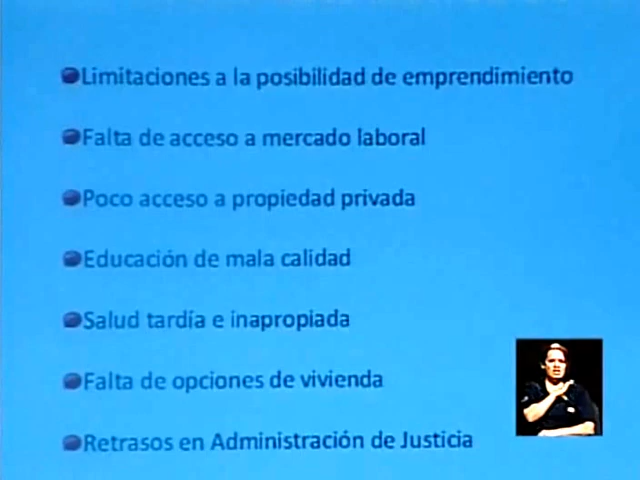 Limitaciones a la posibilidad de emprendimiento
Falta de acceso a mercado laboral
Poco acceso a propiedad privada
Educación de mala calidad
Salud tardía e inapropiada
Falta de opciones de vivienda
Retrasos en Administración de Justicia